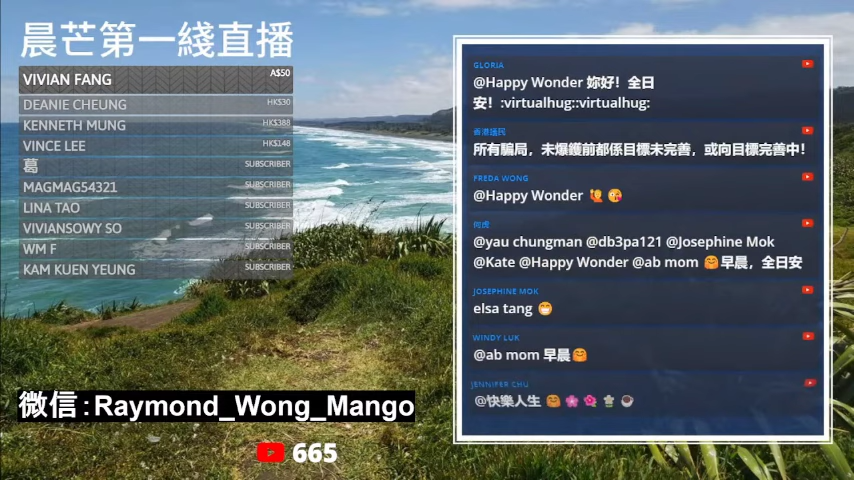 晨芒第一綫直播
VIVIAN FANG A$50
DEANIE CHEUNG HK$30
KENNETH MUNG HK$388
VINCE LEE HK$148
葛 SUBSCRIBER
MAGMAG54321 SUBSCRIBER
LINA TAO SUBSCRIBER
VIVIANSOWY SO SUBSCRIBER
WM F SUBSCRIBER
KAM KUEN YEUNG SUBSCRIBER
微信:Raymond_Wong_Mango
665
GLORIA
@Happy Wonder 妳好！全日
安！:virtualhug::virtualhug:
香港護民
所有騙局，未爆鑊前都係目標未完善，或向目標完善中！
FREDA WONG
@Happy Wonder 🙋 😘
@yau chungman @db3pa121 @Josephine Mok
@Kate @Happy Wonder @ab mom 🤗早晨，全日安
JOSEPHINE MOK
elsa tang 😁
WINDY LUK
@ab mom 早晨🤗
JENNIFER CHU
@快樂人生 🤗🌸🌺🌼☕